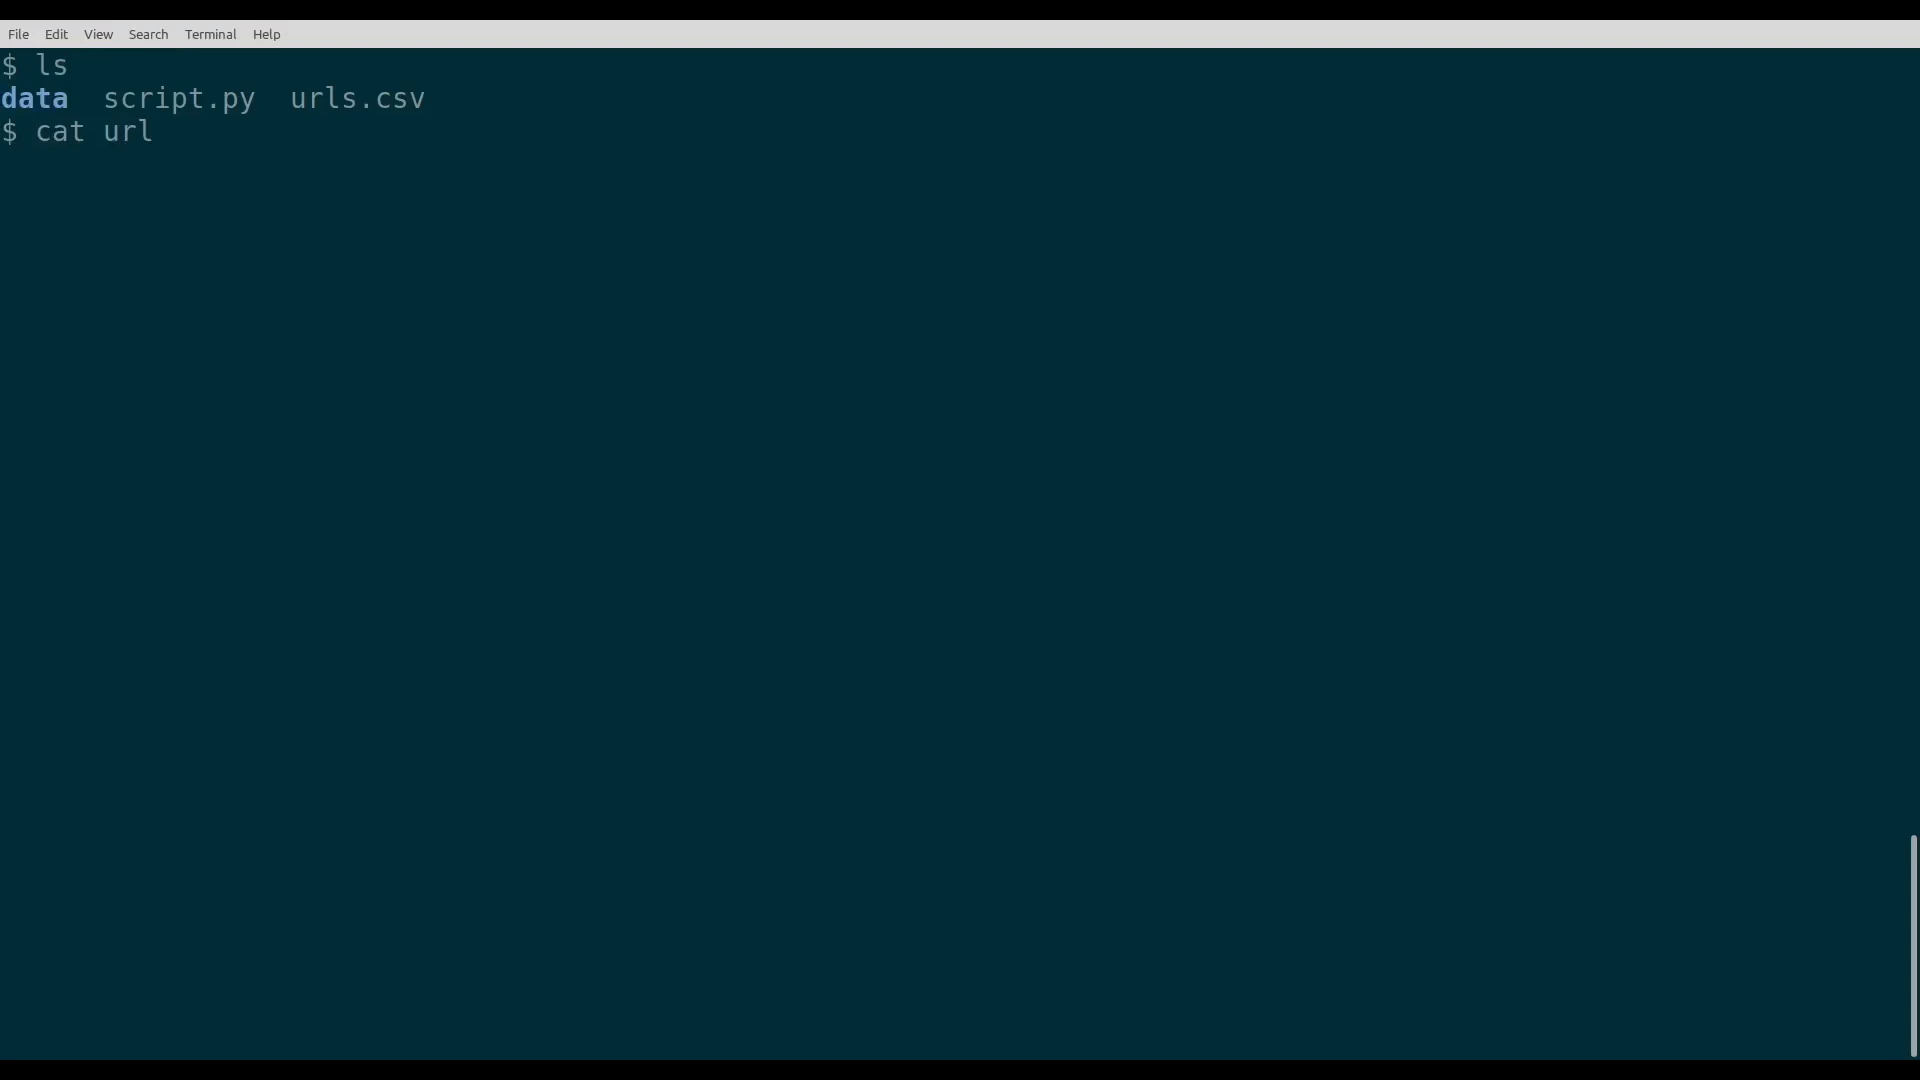 File Edit View Search Terminal Help
$ ls
data  script.py  urls.csv
$ cat url